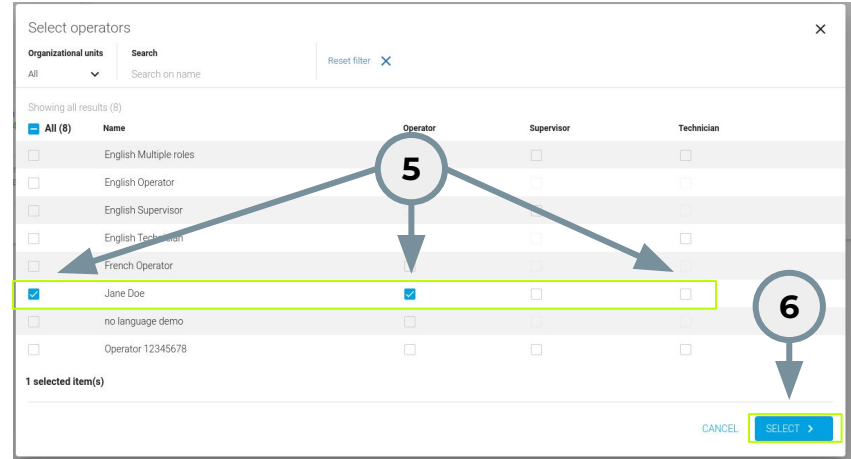 Select operators
Organizational units Search
All Search on name Reset filter
Showing all results (8)
All (8) Name Operator Supervisor Technician
English Multiple roles
5
English Operator
English Supervisor
English Technician
French Operator
Jane Doe
6
no language demo
Operator 12345678
1 selected item(s)
CANCEL SELECT